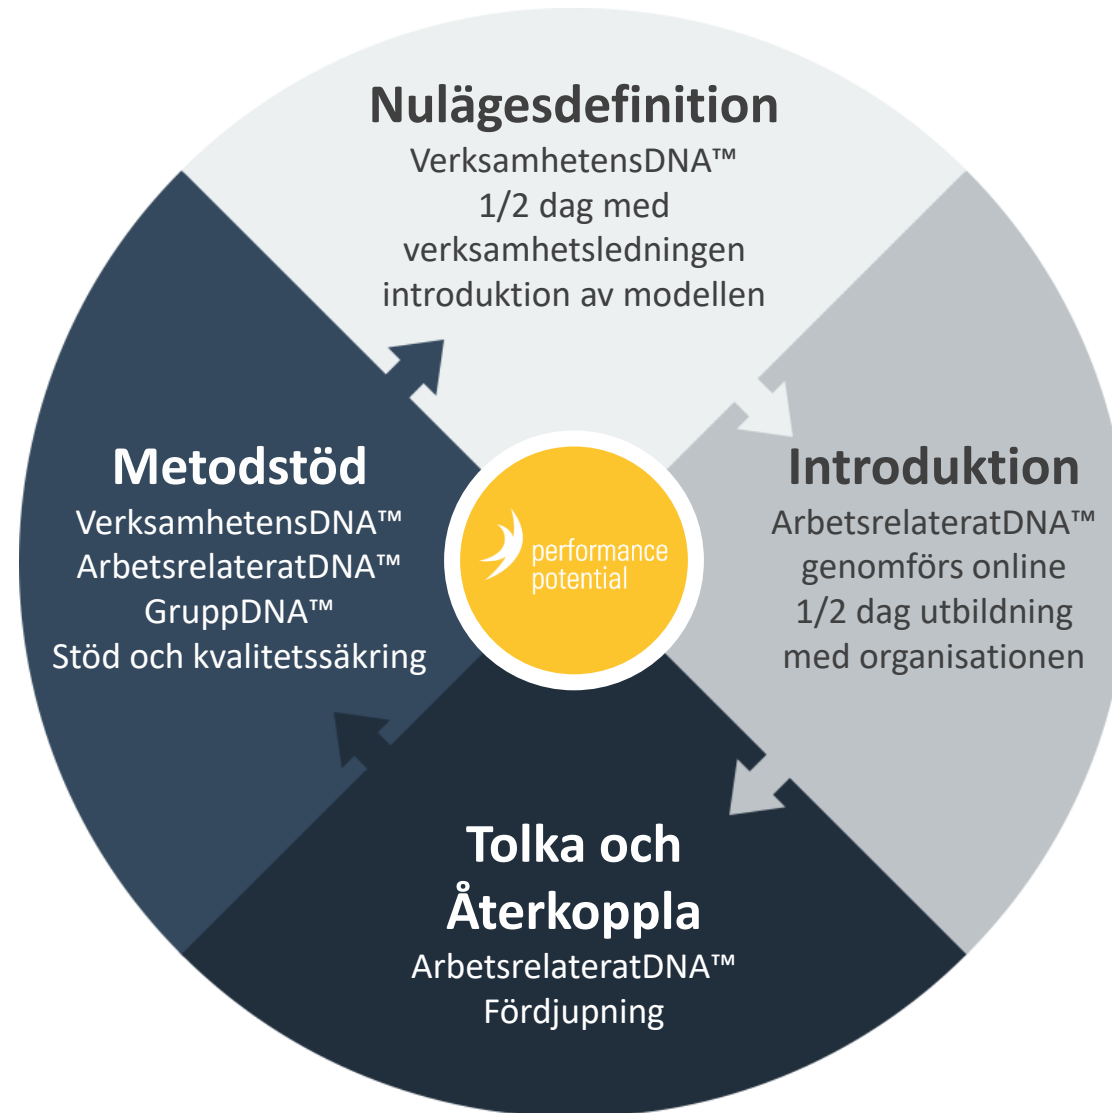 Nulägesdefinition
VerksamhetensDNA™
1/2 dag med
verksamhetsledningen
introduktion av modellen
Introduktion
ArbetsrelateratDNA™
genomförs online
1/2 dag utbildning
med organisationen
Tolka och
Återkoppla
ArbetsrelateratDNA™
Fördjupning
Metodstöd
VerksamhetensDNA™
ArbetsrelateratDNA™
GruppDNA™
Stöd och kvalitetssäkring
performance
potential